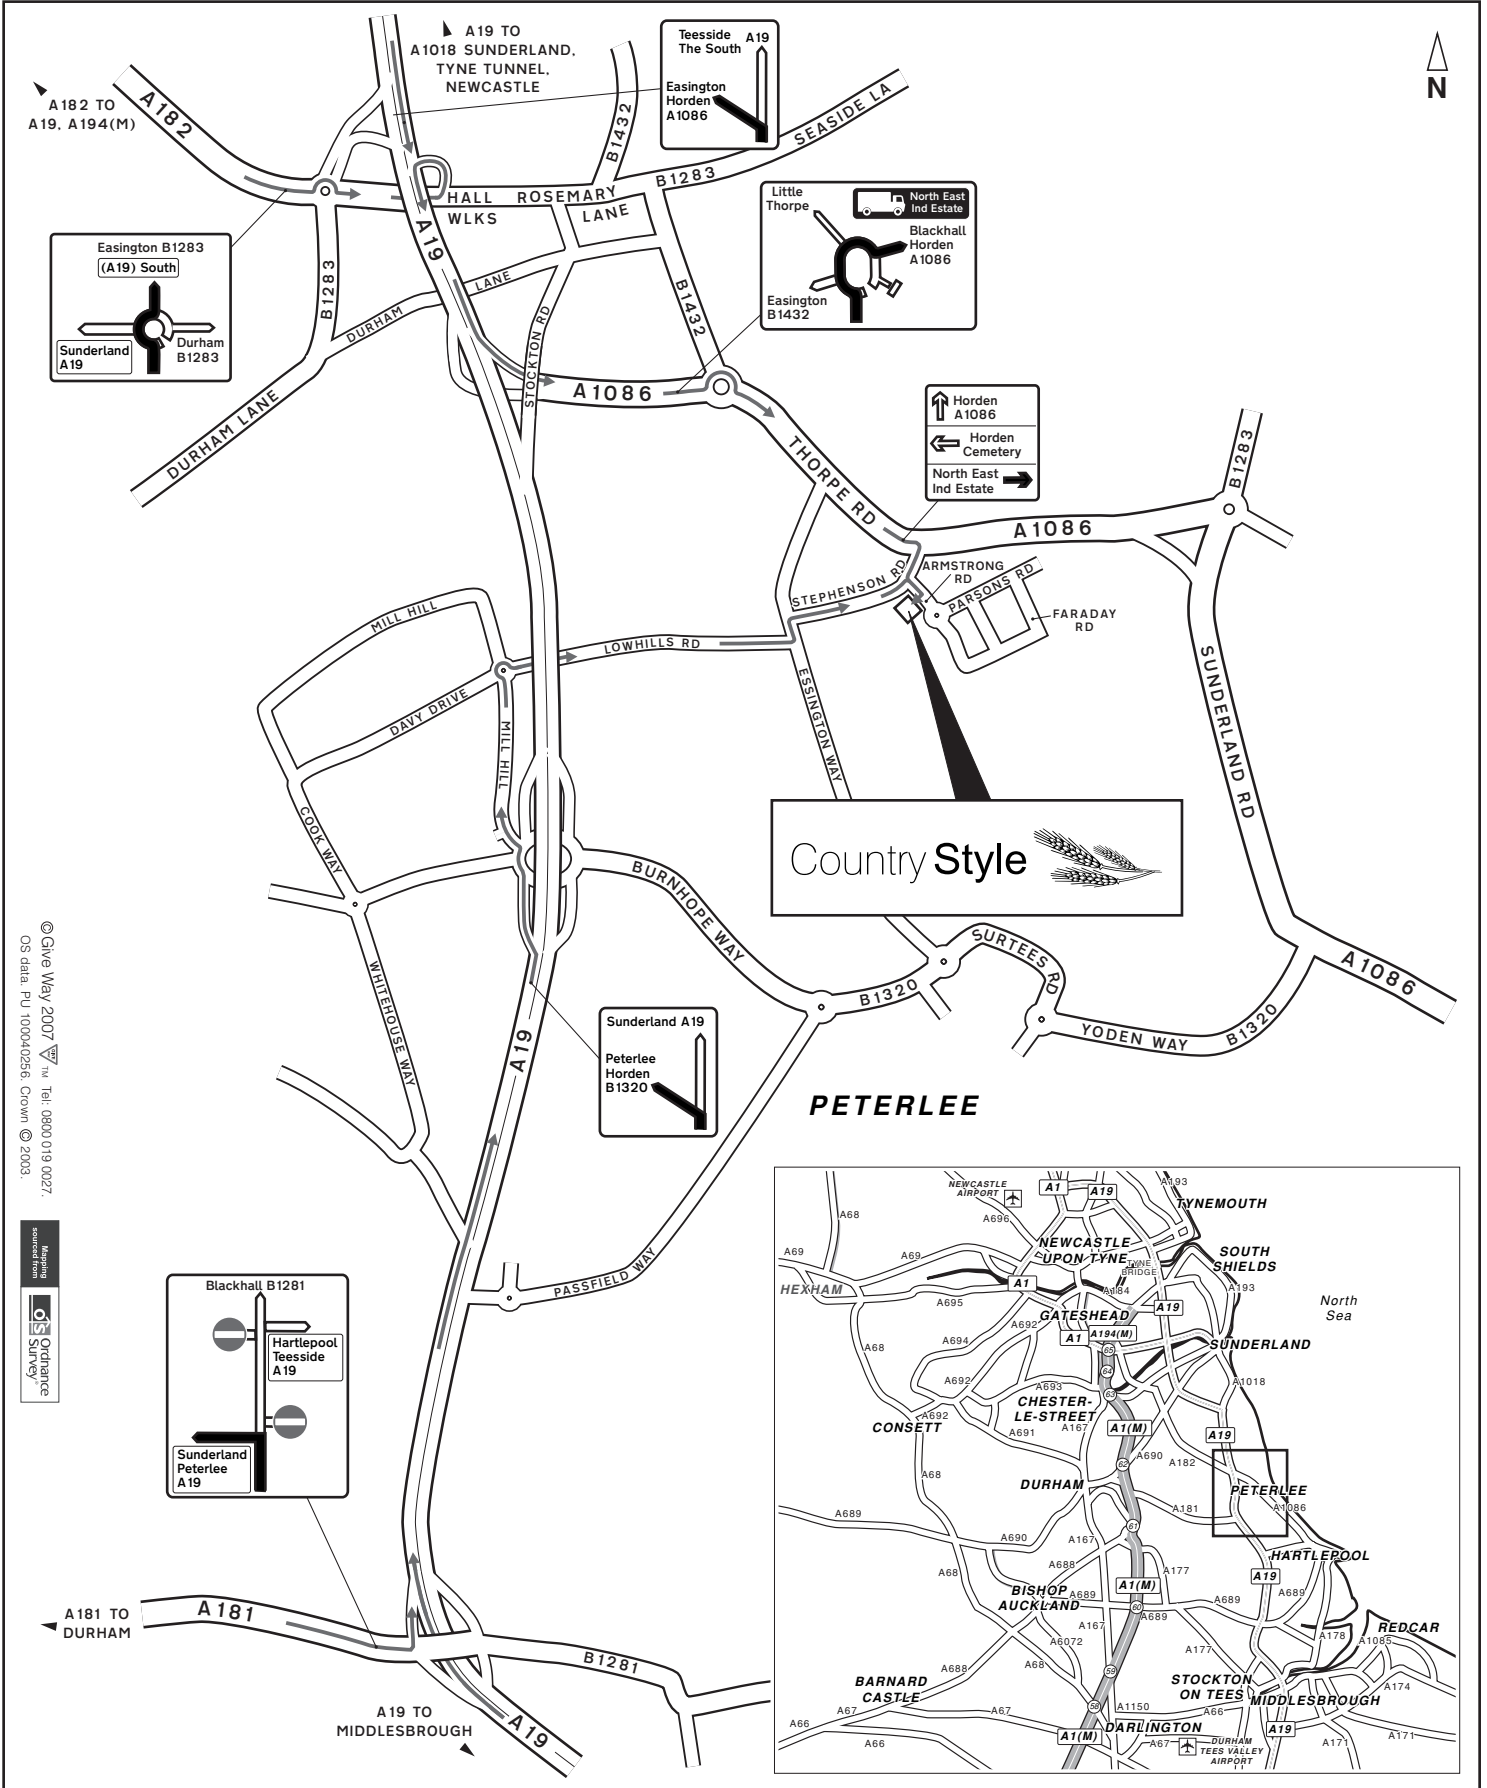 A19 TO
A1018 SUNDERLAND,
TYNE TUNNEL,
NEWCASTLE
A182 TO
A19, A194(M)
A182
Teesside
The South
A19
Easington
Horden
A1086
B1432
SEASIDE LA
N
B1283
HALL
WLKS
ROSEMARY
LANE
A19
Little
Thorpe
North East
Ind Estate
Blackhall
Horden
A1086
Easington
B1432
Easington B1283
(A19) South
Sunderland
A19
Durham
B1283
B1283
DURHAM
LANE
STOCKTON RD
B1432
DURHAM LANE
A1086
THORPE RD
Horden
A1086
Horden
Cemetery
North East
Ind Estate
B1283
A1086
STEPHENSON RD
ARMSTRONG
RD
PARSONS RD
FARADAY
RD
MILL HILL
LOWHILLS RD
DAVY DRIVE
MILL HILL
ESSINGTON WAY
SUNDERLAND RD
COOK WAY
Country Style
BURNHOPE WAY
SURTEES RD
A1086
B1320
YODEN WAY
B1320
WHITEHOUSE WAY
A19
Sunderland A19
Peterlee
Horden
B1320
PETERLEE
PASSFIELD WAY
© Give Way 2007 TM Tel: 0800 019 0027.
OS data. PU 100040256. Crown © 2003.
Mapping
sourced from
OS
Ordnance
Survey®
Blackhall B1281
Hartlepool
Teesside
A19
Sunderland
Peterlee
A19
A181 TO
DURHAM
A181
B1281
A19 TO
MIDDLESBROUGH
A19
NEWCASTLE
AIRPORT
A1
A19
A193
TYNEMOUTH
A68
A696
NEWCASTLE
UPON TYNE
TYNE
BRIDGE
SOUTH
SHIELDS
A69
A69
HEXHAM
A1
A184
A193
A695
GATESHEAD
A19
North
Sea
A692
A1
A194(M)
A694
65
SUNDERLAND
A68
64
A692
A693
63
A1018
CHESTER-
LE-STREET
A692
CONSETT
A691
A167
A1(M)
A19
A690
A182
62
A68
DURHAM
PETERLEE
A1086
A181
A689
61
A690
A167
A688
A177
HARTLEPOOL
A68
A19
A1(M)
BISHOP
AUCKLAND
A689
A689
A689
60
A689
A167
A178
REDCAR
A1085
A6072
A177
A68
A688
59
STOCKTON
ON TEES
A174
BARNARD
CASTLE
MIDDLESBROUGH
58
A1150
A67
A67
A66
A66
DARLINGTON
A19
A1(M)
A171
A66
A67
DURHAM
TEES VALLEY
AIRPORT
A171